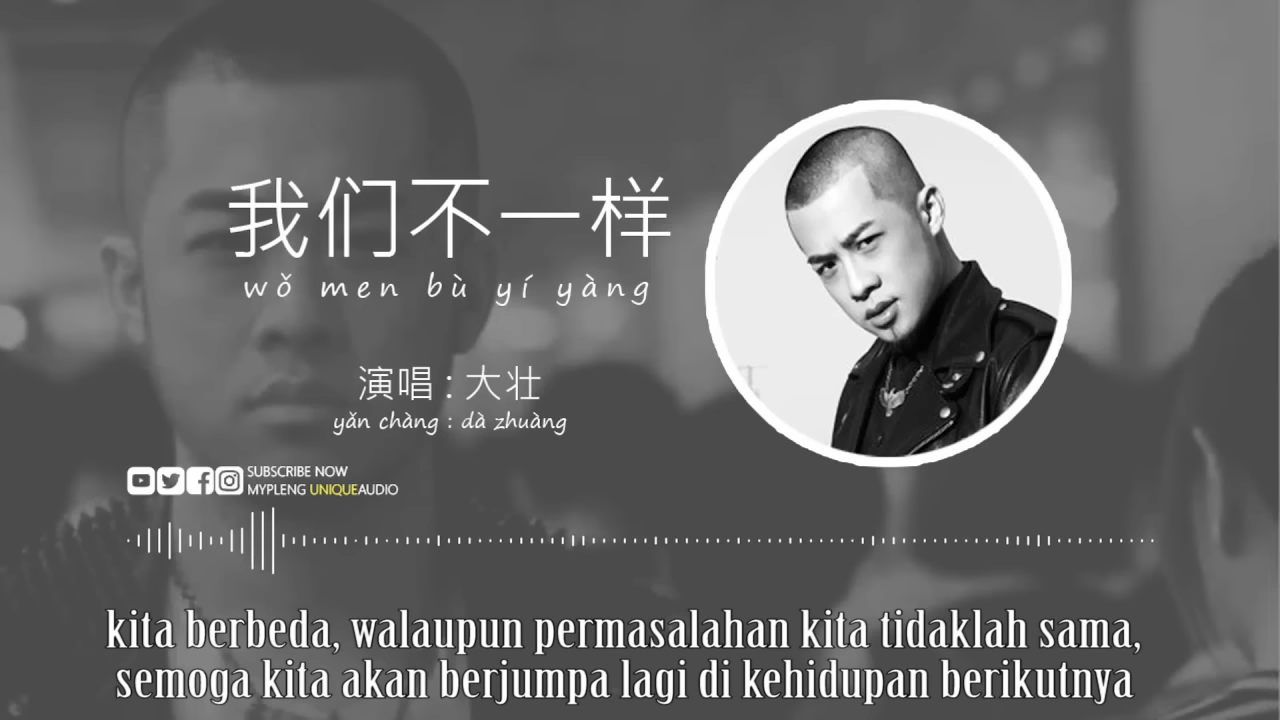 我们不一样
wǒ men bù yí yàng
演唱 : 大壮
yǎn chàng : dà zhuàng
SUBSCRIBE NOW
MYPLENG UNIQUEAUDIO
kita berbeda, walaupun permasalahan kita tidaklah sama,
semoga kita akan berjumpa lagi di kehidupan berikutnya